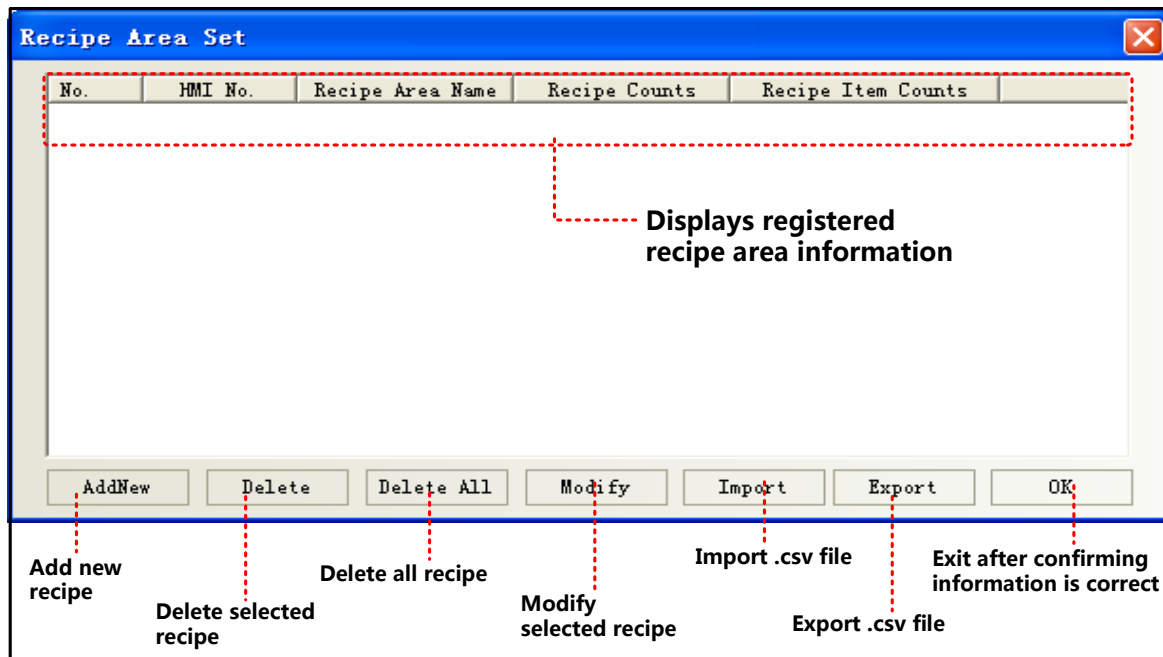 Recipe Area Set
No. HMI No. Recipe Area Name Recipe Counts Recipe Item Counts
Displays registered
recipe area information
AddNew Delete Delete All Modify Import Export OK
Add new
recipe
Delete selected
recipe
Delete all recipe
Modify
selected recipe
Import .csv file
Export .csv file
Exit after confirming
information is correct